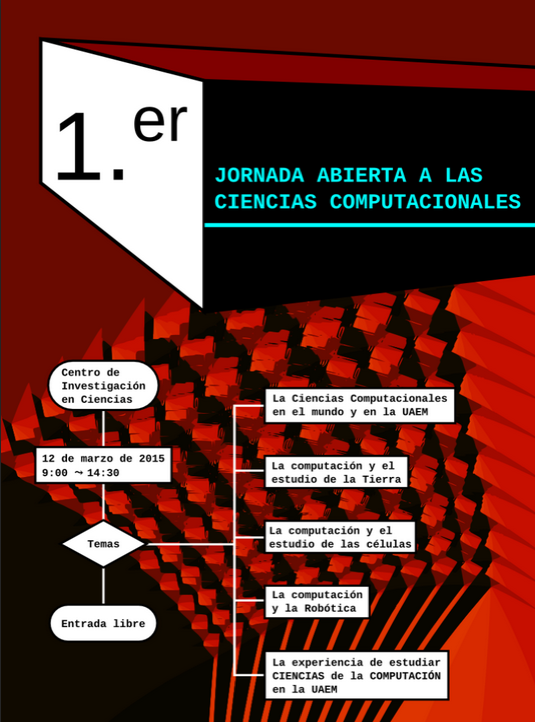 1.er
JORNADA ABIERTA A LAS
CIENCIAS COMPUTACIONALES
Centro de
Investigación
en Ciencias
12 de marzo de 2015
9:00 ⤳ 14:30
Temas
Entrada libre
La Ciencias Computacionales
en el mundo y en la UAEM
La computación y el
estudio de la Tierra
La computación y el
estudio de las células
La computación
y la Robótica
La experiencia de estudiar
CIENCIAS de la COMPUTACIÓN
en la UAEM